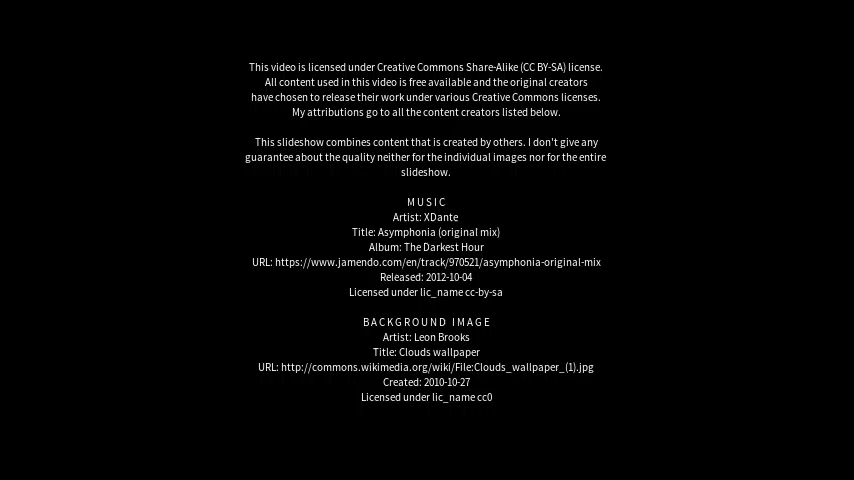 This video is licensed under Creative Commons Share-Alike (CC BY-SA) license.
All content used in this video is free available and the original creators
have chosen to release their work under various Creative Commons licenses.
My attributions go to all the content creators listed below.
This slideshow combines content that is created by others. I don't give any
guarantee about the quality neither for the individual images nor for the entire
slideshow.
MUSIC
Artist: XDante
Title: Asymphonia (original mix)
Album: The Darkest Hour
URL: https://www.jamendo.com/en/track/970521/asymphonia-original-mix
Released: 2012-10-04
Licensed under lic_name cc-by-sa
BACKGROUND IMAGE
Artist: Leon Brooks
Title: Clouds wallpaper
URL: http://commons.wikimedia.org/wiki/File:Clouds_wallpaper_(1).jpg
Created: 2010-10-27
Licensed under lic_name cc0